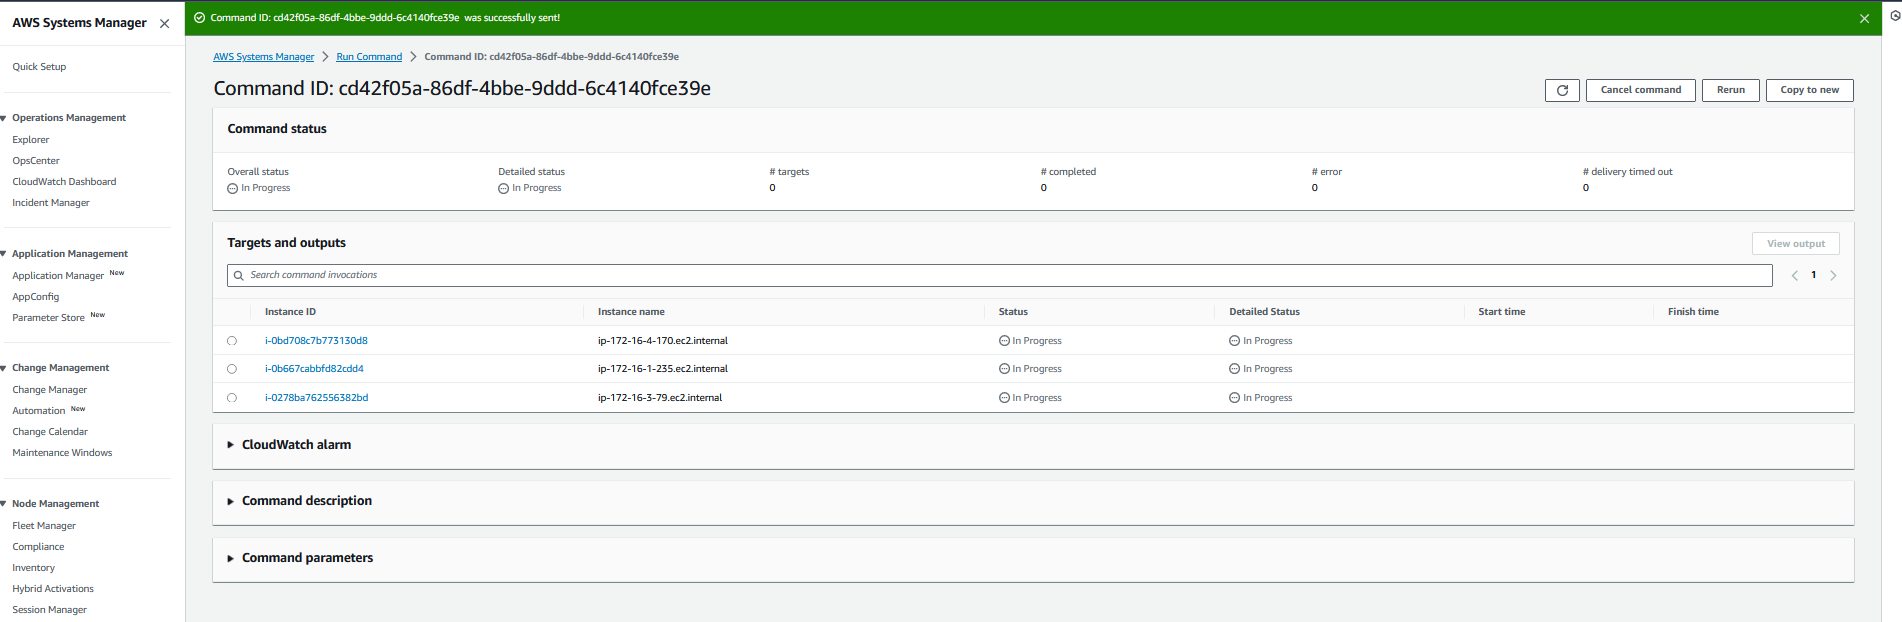 AWS Systems Manager
Command ID: cd42f05a-86df-4bbe-9ddd-6c4140fce39e was successfully sent!
Quick Setup
Operations Management
Explorer
OpsCenter
CloudWatch Dashboard
Incident Manager
Application Management
Application Manager New
AppConfig
Parameter Store New
Change Management
Change Manager
Automation New
Change Calendar
Maintenance Windows
Node Management
Fleet Manager
Compliance
Inventory
Hybrid Activations
Session Manager
AWS Systems Manager > Run Command > Command ID: cd42f05a-86df-4bbe-9ddd-6c4140fce39e
Command ID: cd42f05a-86df-4bbe-9ddd-6c4140fce39e
Cancel command Rerun Copy to new
Command status
Overall status Detailed status # targets # completed # error # delivery timed out
In Progress In Progress 0 0 0 0
Targets and outputs
View output
Search command invocations
1
Instance ID Instance name Status Detailed Status Start time Finish time
i-0bd708c7b773130d8 ip-172-16-4-170.ec2.internal In Progress In Progress
i-0b667cabbfd82cdd4 ip-172-16-1-235.ec2.internal In Progress In Progress
i-0278ba762556382bd ip-172-16-3-79.ec2.internal In Progress In Progress
CloudWatch alarm
Command description
Command parameters